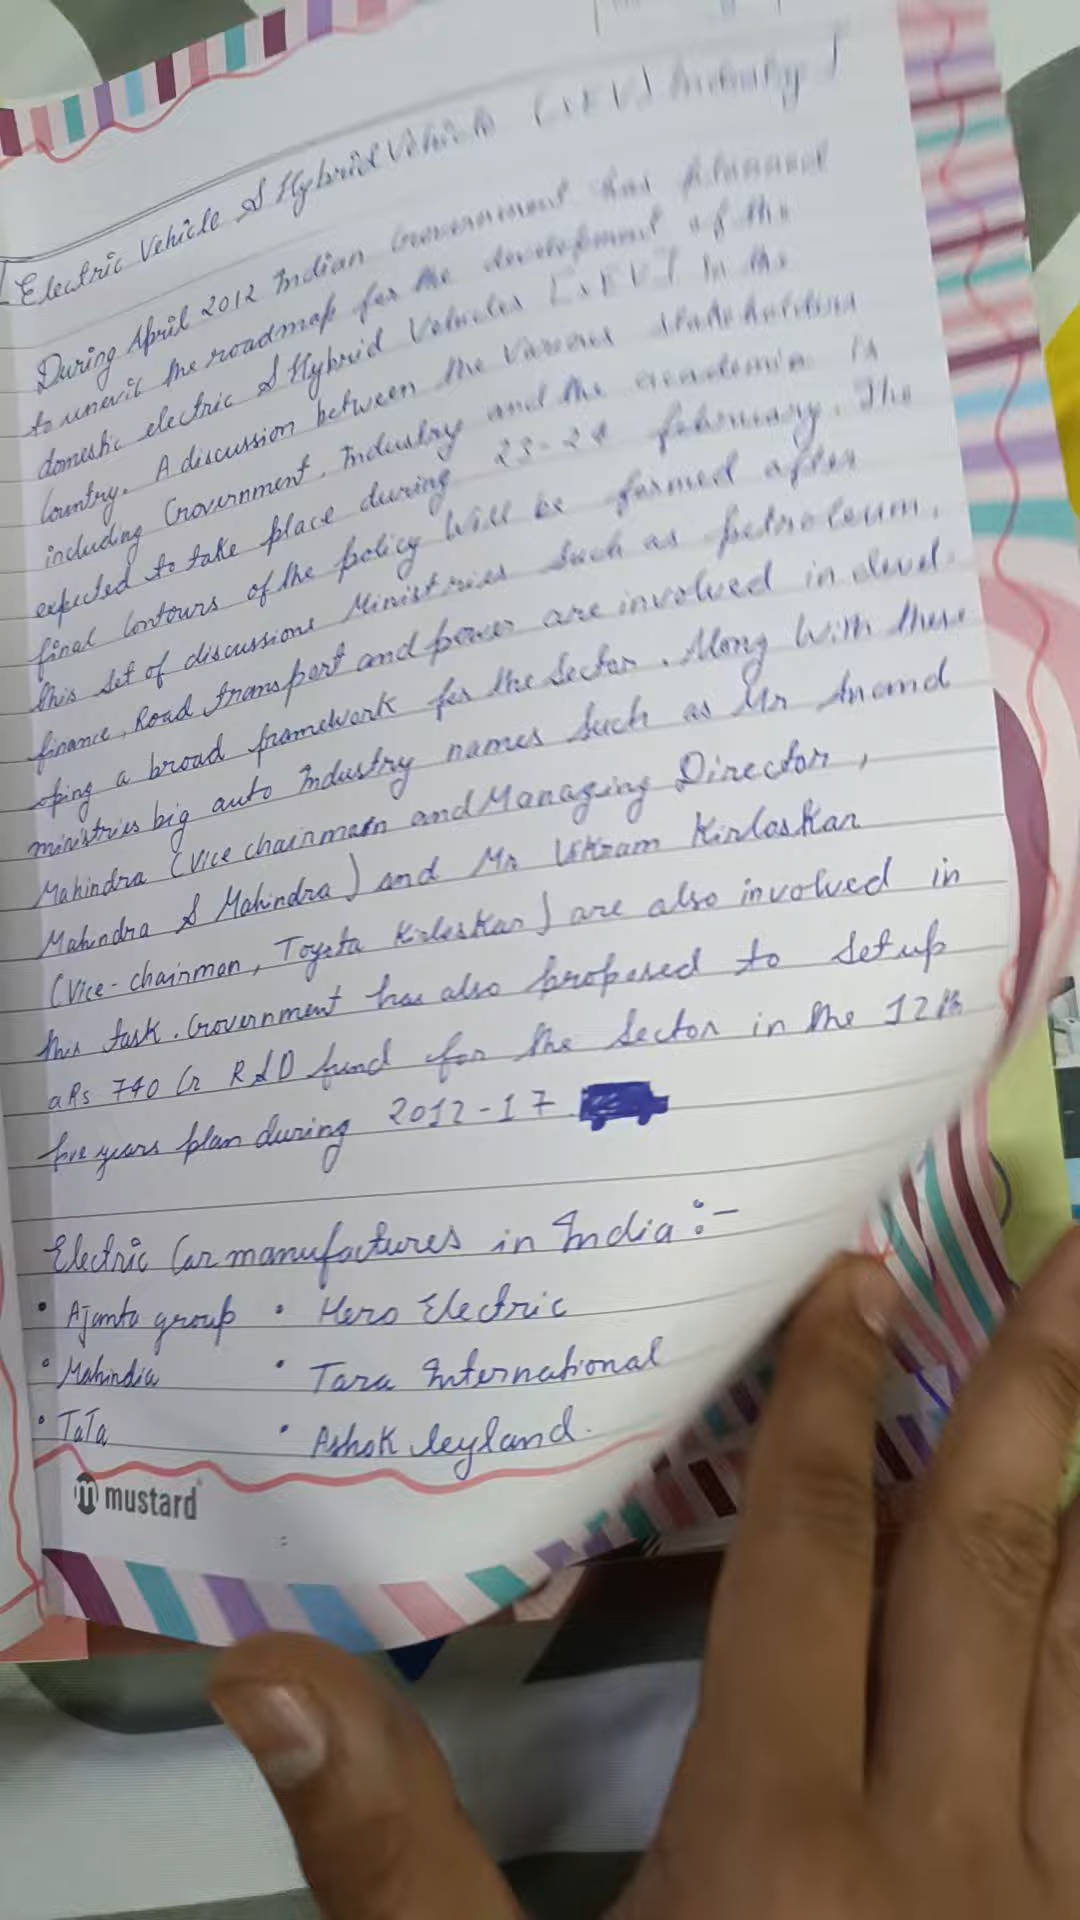 [Electric Vehicle & Hybrid Vehicle [xEV] Industry]
During April 2012 Indian Government has planned
to unevil the roadmap for the development of the
domestic electric & Hybrid Vehicles [xEV] in the
Country. A discussion between the Various stakeholders
including Government, Industry and the academia is
expected to take place during 23-24 february. The
final Contours of the policy Will be formed after
this set of discussions Ministries Such as petroleum,
finance, Road transport and power are involved in devel-
oping a broad framework for the Sector. Along With these
ministries big auto Industry names Such as Mr Anand
Mahindra (Vice chairman and Managing Director,
Mahindra & Mahindra) and Mr Vikram Kirloskar
(Vice-chairman, Toyota Kirloskar) are also involved in
this task. Government has also proposed to Setup
a Rs 740 Cr R&D fund for the Sector in the 12th
five years plan during 2012-17
Electric Car manufactures in India :-
• Ajanta group • Hero Electric
• Mahindia • Tara International
• TaTa • Ashok leyland.
mustard